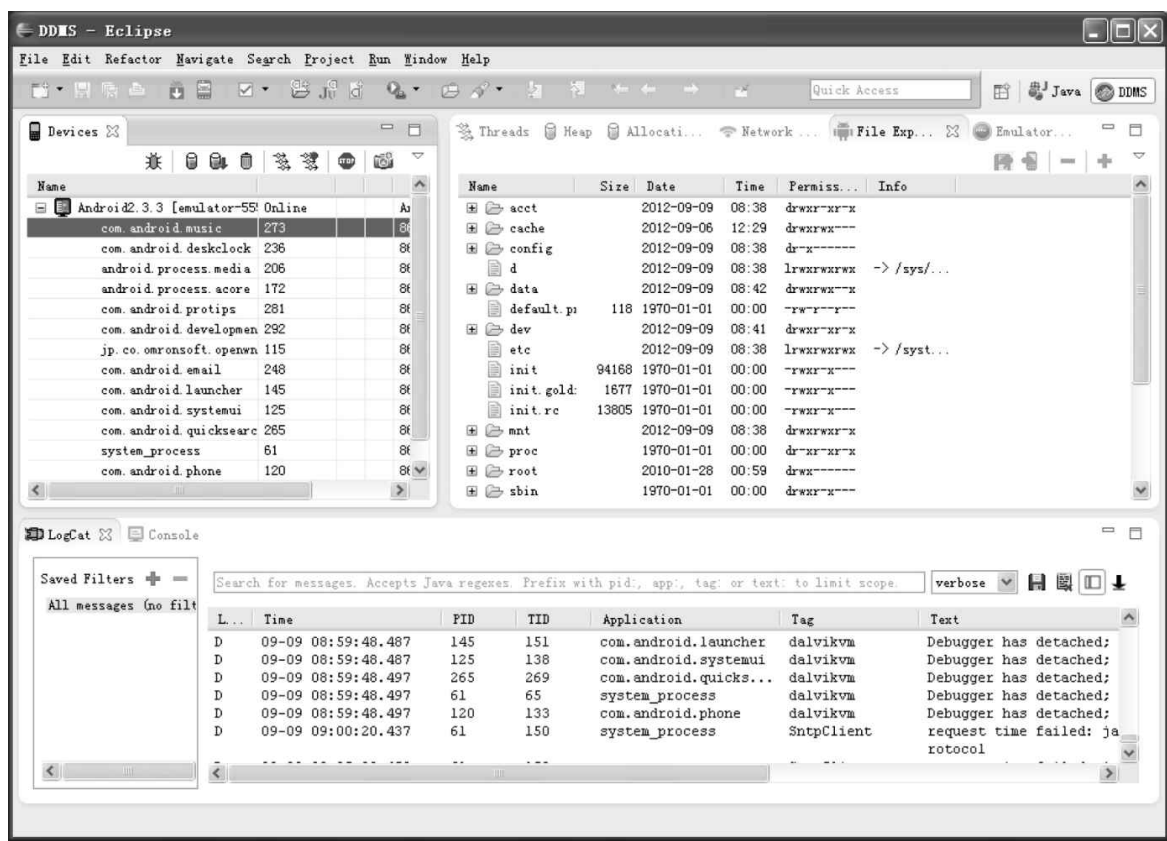 DDMS - Eclipse
File Edit Refactor Navigate Search Project Run Window Help
Quick Access Java DDMS
Devices
Name
Android2.3.3 [emulator-55 Online
com.android.music 273 86
com.android.deskclock 236 86
android.process.media 206 86
android.process.acore 172 86
com.android.protips 281 86
com.android.developmen 292 86
jp.co.omronsoft.openwn 115 86
com.android.email 248 86
com.android.launcher 145 86
com.android.systemui 125 86
com.android.quicksearc 265 86
system_process 61 86
com.android.phone 120 86
Threads Heap Allocati... Network ... File Exp... Emulator...
Name Size Date Time Permiss... Info
acct 2012-09-09 08:38 drwxr-xr-x
cache 2012-09-06 12:29 drwxrwx---
config 2012-09-09 08:38 dr-x------
d 2012-09-09 08:38 lrwxrwxrwx -> /sys/...
data 2012-09-09 08:42 drwxrwx--x
default.pr 118 1970-01-01 00:00 -rw-r--r--
dev 2012-09-09 08:41 drwxr-xr-x
etc 2012-09-09 08:38 lrwxrwxrwx -> /syst...
init 94168 1970-01-01 00:00 -rwxr-x---
init.gold: 1677 1970-01-01 00:00 -rwxr-x---
init.rc 13805 1970-01-01 00:00 -rwxr-x---
mnt 2012-09-09 08:38 drwxrwxr-x
proc 1970-01-01 00:00 dr-xr-xr-x
root 2010-01-28 00:59 drwx------
sbin 1970-01-01 00:00 drwxr-x---
LogCat Console
Saved Filters
All messages (no filt
Search for messages. Accepts Java regexes. Prefix with pid:, app:, tag: or text: to limit scope. verbose
L... Time PID TID Application Tag Text
D 09-09 08:59:48.487 145 151 com.android.launcher dalvikvm Debugger has detached;
D 09-09 08:59:48.487 125 138 com.android.systemui dalvikvm Debugger has detached;
D 09-09 08:59:48.497 265 269 com.android.quicks... dalvikvm Debugger has detached;
D 09-09 08:59:48.497 61 65 system_process dalvikvm Debugger has detached;
D 09-09 08:59:48.497 120 133 com.android.phone dalvikvm Debugger has detached;
D 09-09 09:00:20.437 61 150 system_process SntpClient request time failed: ja
rotocol